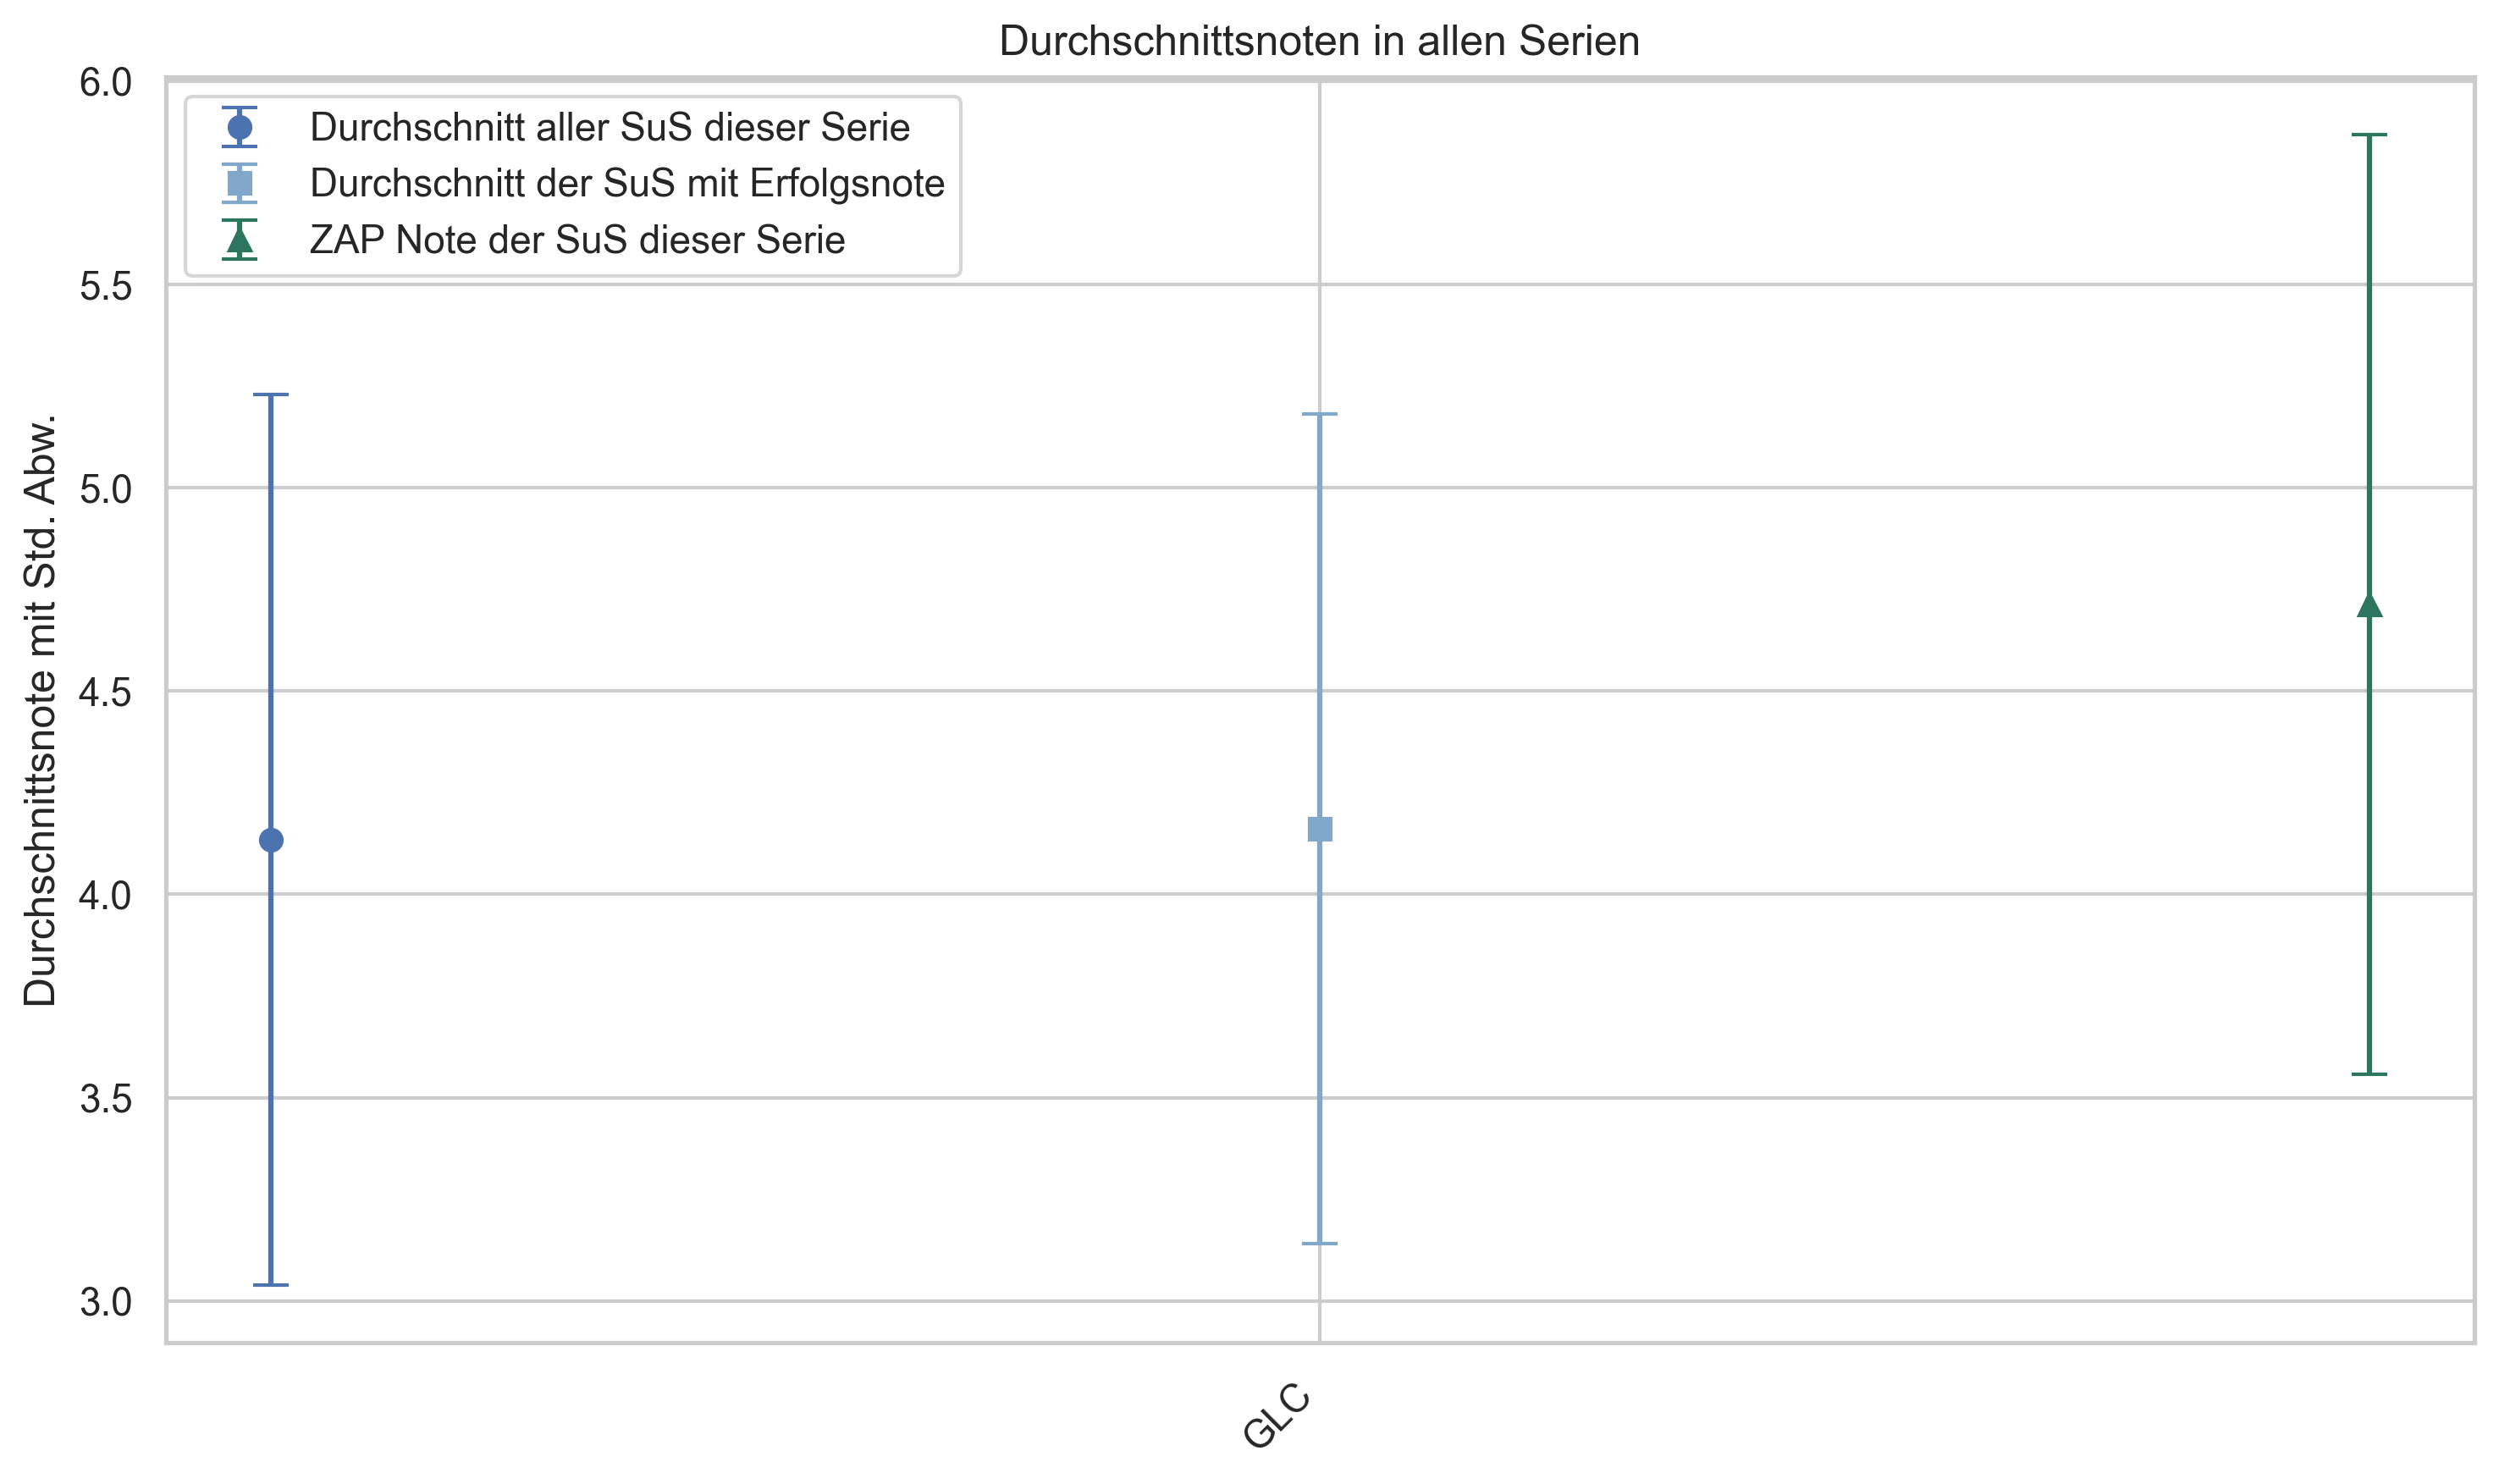 Durchschnittsnoten in allen Serien
Durchschnitt aller SuS dieser Serie
Durchschnitt der SuS mit Erfolgsnote
ZAP Note der SuS dieser Serie
Durchschnittsnote mit Std. Abw.
6.0
5.5
5.0
4.5
4.0
3.5
3.0
GLC